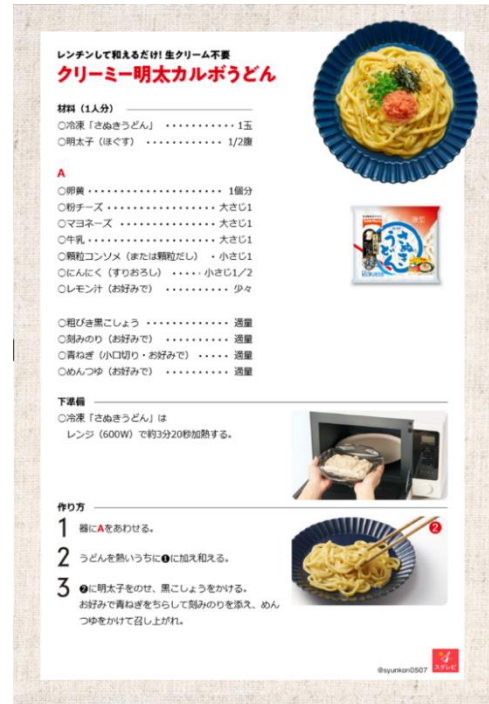 レンチンして和えるだけ! 生クリーム不要
クリーミー明太カルボうどん
材料（1人分）
○冷凍「さぬきうどん」 ・・・・・・・・・・・1玉
○明太子（ほぐす） ・・・・・・・・・・・・ 1/2腹
A
○卵黄・・・・・・・・・・・・・・・・・・・・・ 1個分
○粉チーズ・・・・・・・・・・・・・・・・・ 大さじ1
○マヨネーズ ・・・・・・・・・・・・・・・ 大さじ1
○牛乳・・・・・・・・・・・・・・・・・・・・ 大さじ1
○顆粒コンソメ（または顆粒だし） ・ 小さじ1
○にんにく（すりおろし） ・・・・・ 小さじ1／2
○レモン汁（お好みで） ・・・・・・・・・・ 少々
○粗びき黒こしょう ・・・・・・・・・・・・・ 適量
○刻みのり（お好みで） ・・・・・・・・・・ 適量
○青ねぎ（小口切り・お好みで） ・・・・・ 適量
○めんつゆ（お好みで） ・・・・・・・・・・ 適量
さぬき
うどん
下準備
○冷凍「さぬきうどん」は
レンジ（600W）で約3分20秒加熱する。
作り方
1 器にAをあわせる。
2 うどんを熱いうちに❶に加え和える。
3 ❷に明太子をのせ、黒こしょうをかける。
お好みで青ねぎをちらして刻みのりを添え、めん
つゆをかけて召し上がれ。
❷
@syunkon0507
スグレピ